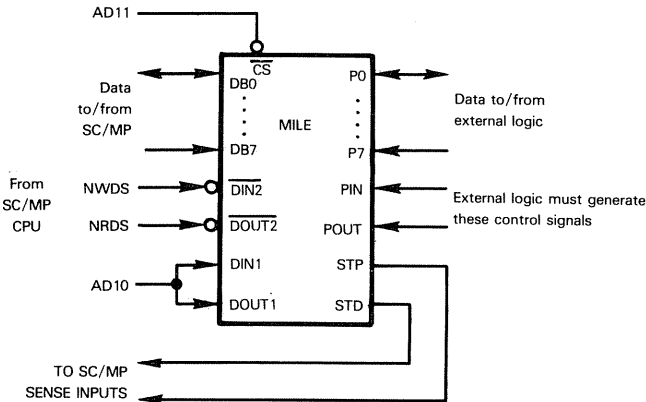 AD11
CS
DB0
P0
Data
to/from
SC/MP
MILE
Data to/from
external logic
DB7
P7
From
SC/MP
CPU
NWDS
DIN2
PIN
External logic must generate
these control signals
NRDS
DOUT2
POUT
AD10
DIN1
STP
DOUT1
STD
TO SC/MP
SENSE INPUTS